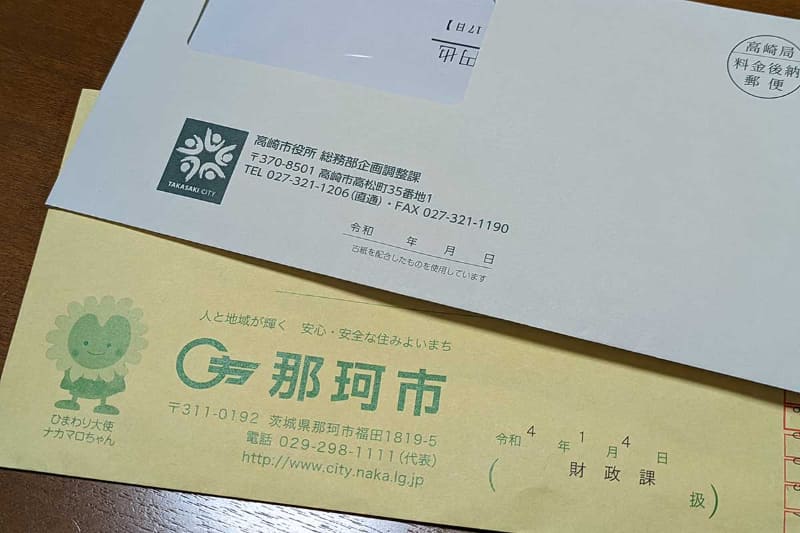 円也
17日】
高崎局
料金後納
郵便
TAKASAKI CITY
高崎市役所 総務部企画調整課
〒370-8501 高崎市高松町35番地1
TEL 027-321-1206(直通)・FAX 027-321-1190
令和 年 月 日
古紙を配合したものを使用しています
人と地域が輝く 安心・安全な住みよいまち
那珂市
〒311-0192 茨城県那珂市福田1819-5
電話 029-298-1111(代表)
http://www.city.naka.lg.jp
ひまわり大使
ナカマロちゃん
令和 4 年 1 月 4 日
( 財政課 扱)